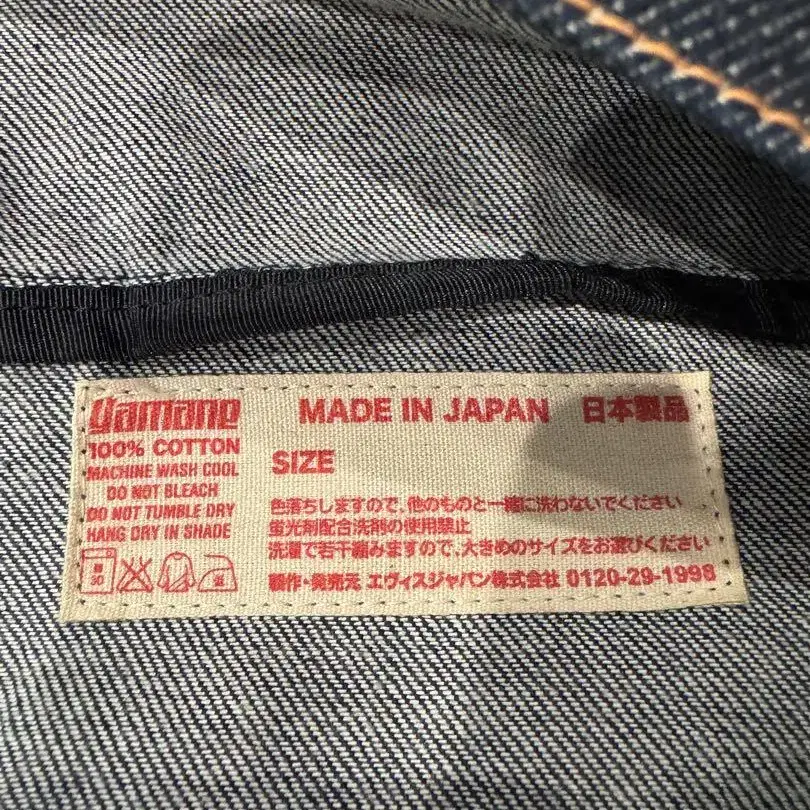 Yamane
100% COTTON
MACHINE WASH COOL
DO NOT BLEACH
DO NOT TUMBLE DRY
HANG DRY IN SHADE
MADE IN JAPAN 日本製品
SIZE
色落ちしますので、他のものと一緒に洗わないでください
蛍光剤配合洗剤の使用禁止
洗濯で若干縮みますので、大きめのサイズをお選びください
製作・発売元 エヴィスジャパン株式会社 0120-29-1998